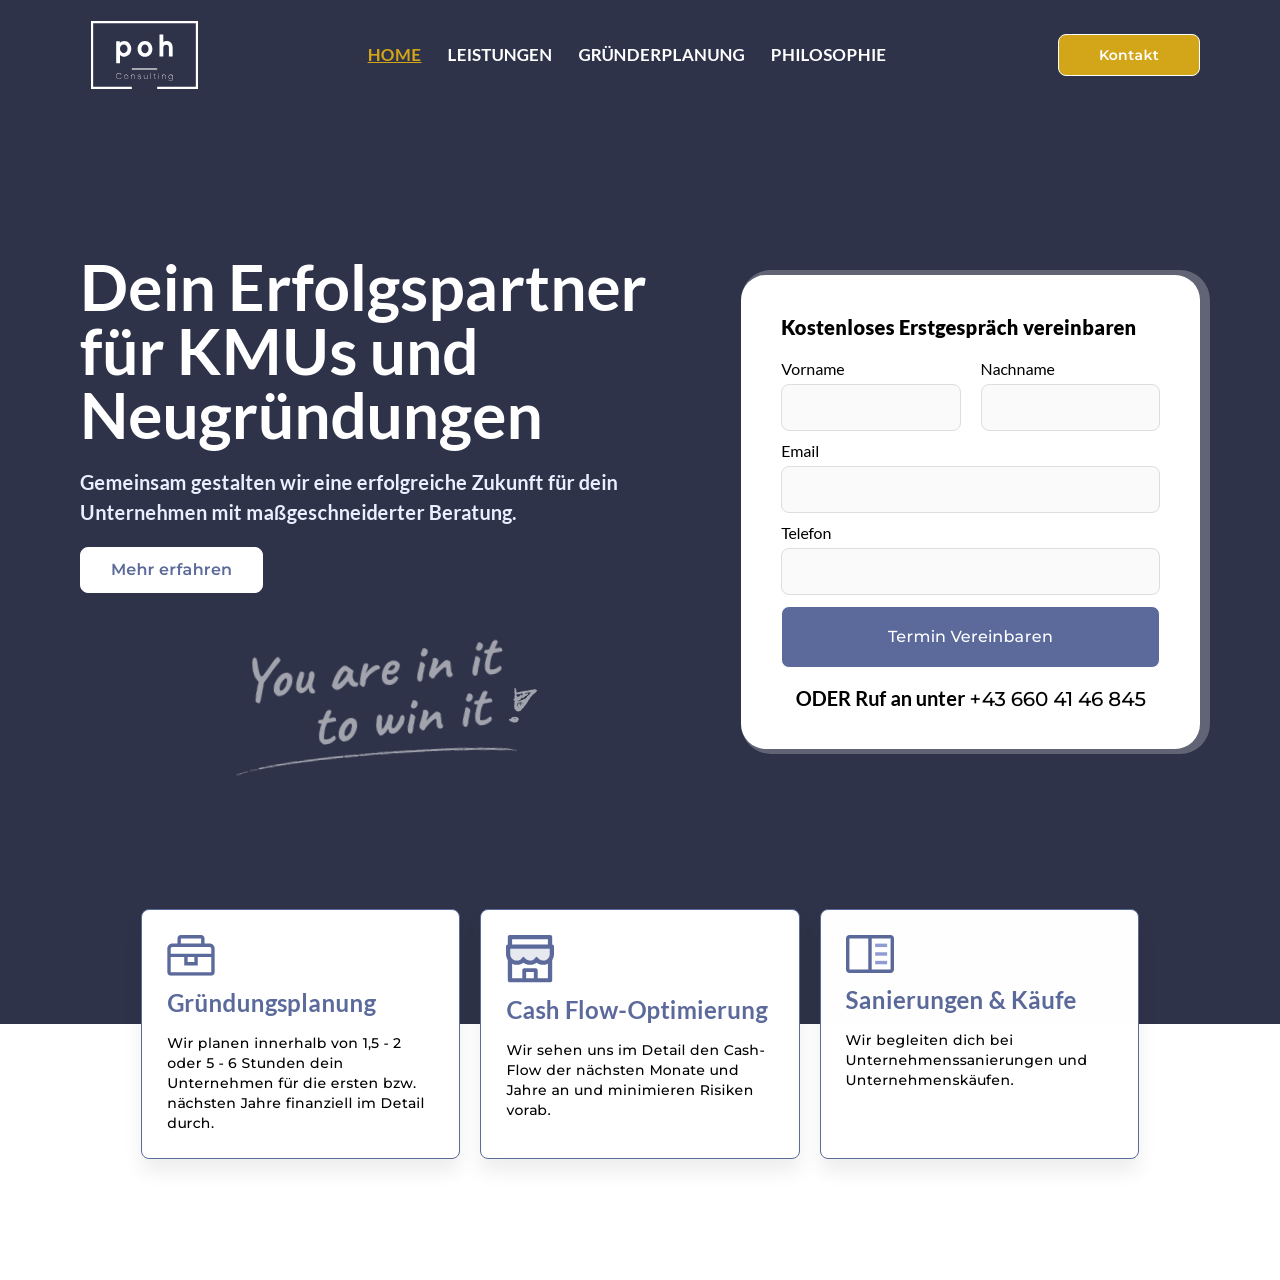 poh
Consulting
HOME LEISTUNGEN GRÜNDERPLANUNG PHILOSOPHIE
Kontakt
Dein Erfolgspartner
für KMUs und
Neugründungen
Gemeinsam gestalten wir eine erfolgreiche Zukunft für dein
Unternehmen mit maßgeschneiderter Beratung.
Mehr erfahren
You are in it
to win it!
Kostenloses Erstgespräch vereinbaren
Vorname Nachname
Email
Telefon
Termin Vereinbaren
ODER Ruf an unter +43 660 41 46 845
Gründungsplanung
Wir planen innerhalb von 1,5 - 2
oder 5 - 6 Stunden dein
Unternehmen für die ersten bzw.
nächsten Jahre finanziell im Detail
durch.
Cash Flow-Optimierung
Wir sehen uns im Detail den Cash-
Flow der nächsten Monate und
Jahre an und minimieren Risiken
vorab.
Sanierungen & Käufe
Wir begleiten dich bei
Unternehmenssanierungen und
Unternehmenskäufen.